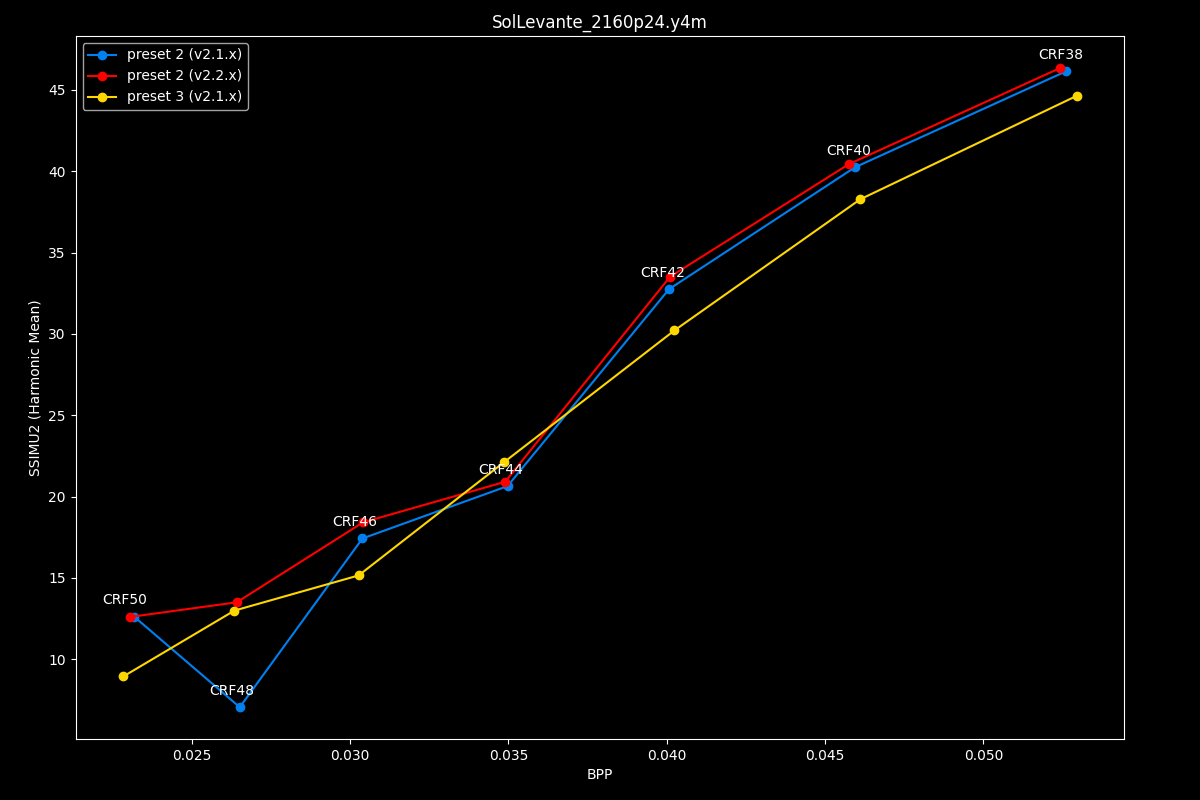 SolLevante_2160p24.y4m
preset 2 (v2.1.x)
preset 2 (v2.2.x)
preset 3 (v2.1.x)
CRF38
CRF40
CRF42
CRF44
CRF46
CRF50
CRF48
45
40
35
30
25
20
15
10
SSIMU2 (Harmonic Mean)
0.025
0.030
0.035
0.040
0.045
0.050
BPP